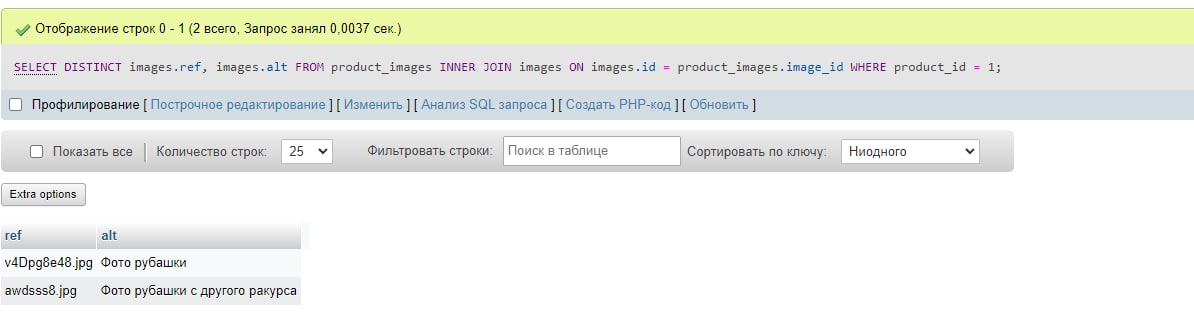 Отображение строк 0 - 1 (2 всего, Запрос занял 0,0037 сек.)
SELECT DISTINCT images.ref, images.alt FROM product_images INNER JOIN images ON images.id = product_images.image_id WHERE product_id = 1;
Профилирование [ Построчное редактирование ] [ Изменить ] [ Анализ SQL запроса ] [ Создать PHP-код ] [ Обновить ]
Показать все Количество строк: 25 Фильтровать строки: Поиск в таблице Сортировать по ключу: Ниодного
Extra options
ref alt
v4Dpg8e48.jpg Фото рубашки
awdsss8.jpg Фото рубашки с другого ракурса